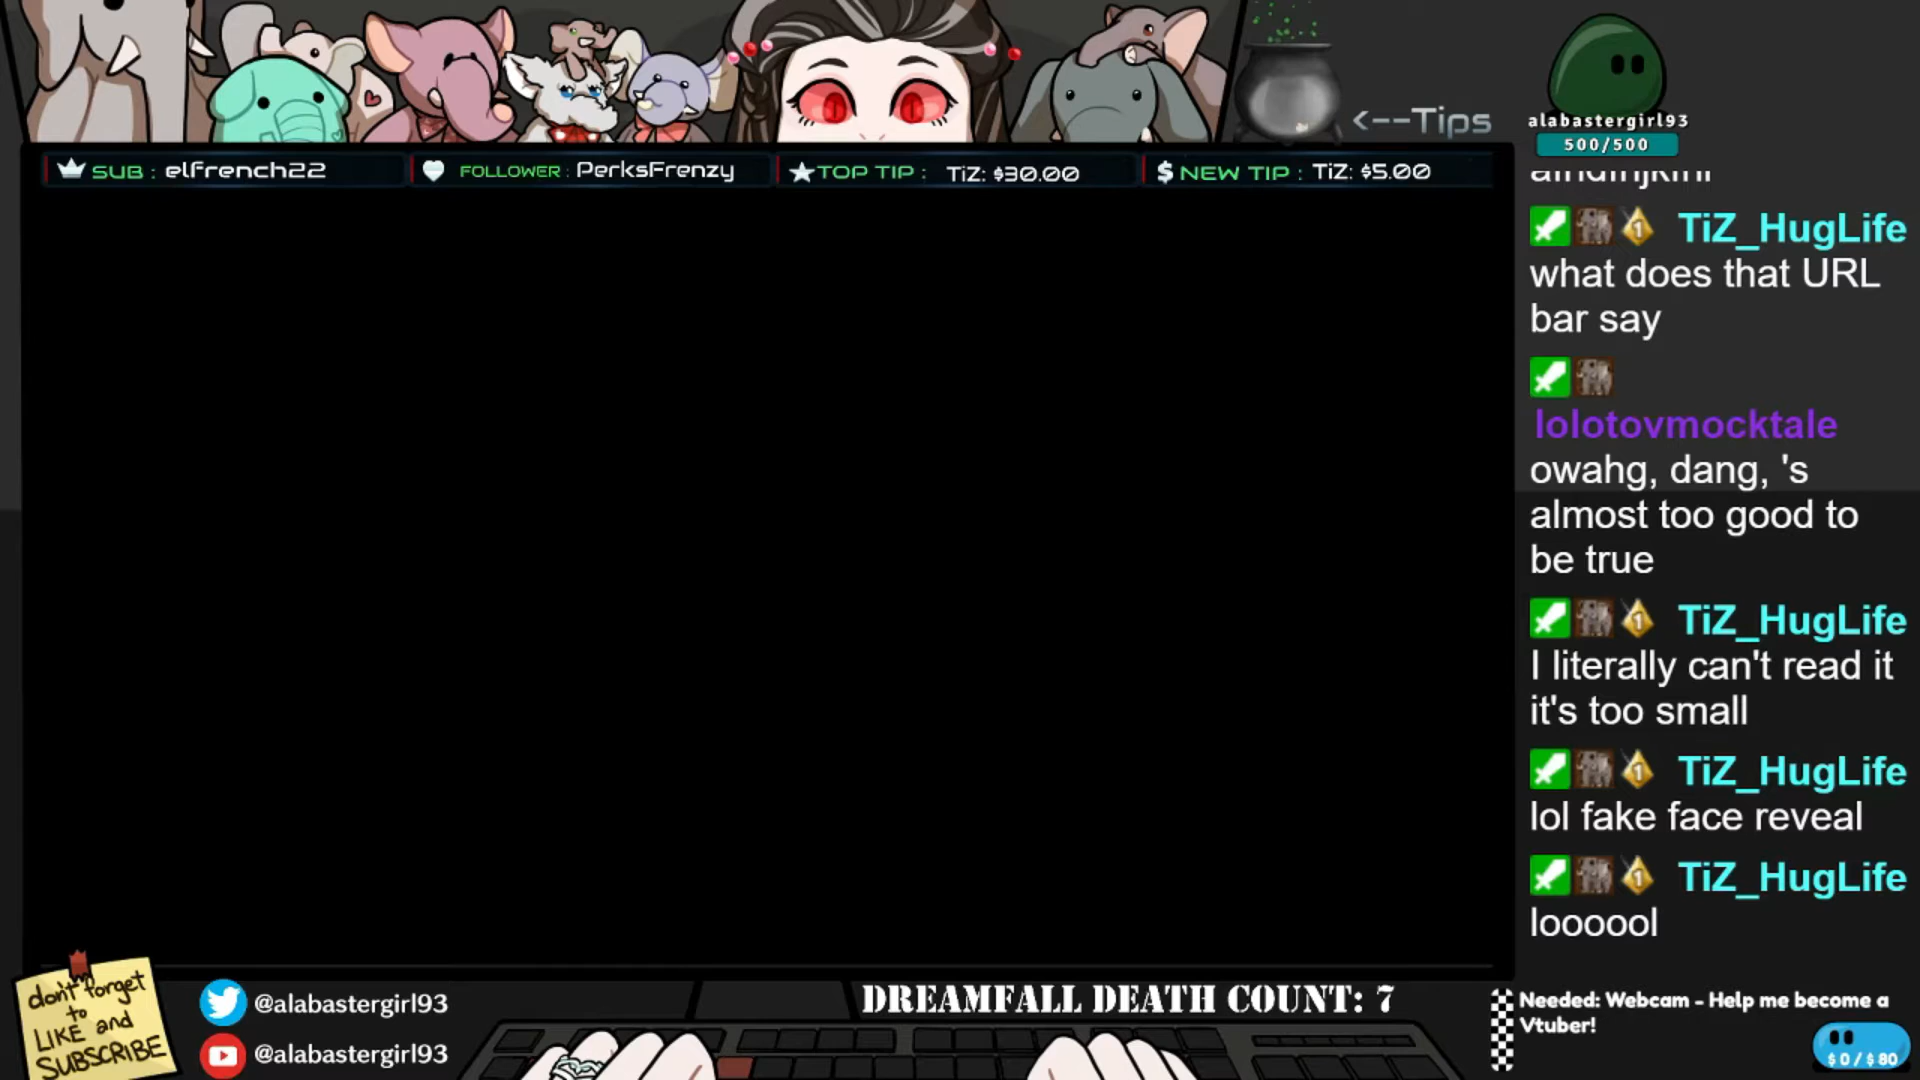 <--Tips
alabastergirl93
500/500
SUB : elfrench22
FOLLOWER : PerksFrenzy
TOP TIP : TiZ: $30.00
NEW TIP : TiZ: $5.00
TiZ_HugLife
what does that URL
bar say
lolotovmocktale
owahg, dang, 's
almost too good to
be true
TiZ_HugLife
I literally can't read it
it's too small
TiZ_HugLife
lol fake face reveal
TiZ_HugLife
loooool
don't forget
to
LIKE and
SUBSCRIBE
@alabastergirl93
@alabastergirl93
DREAMFALL DEATH COUNT: 7
Needed: Webcam - Help me become a
Vtuber!
$0 / $80